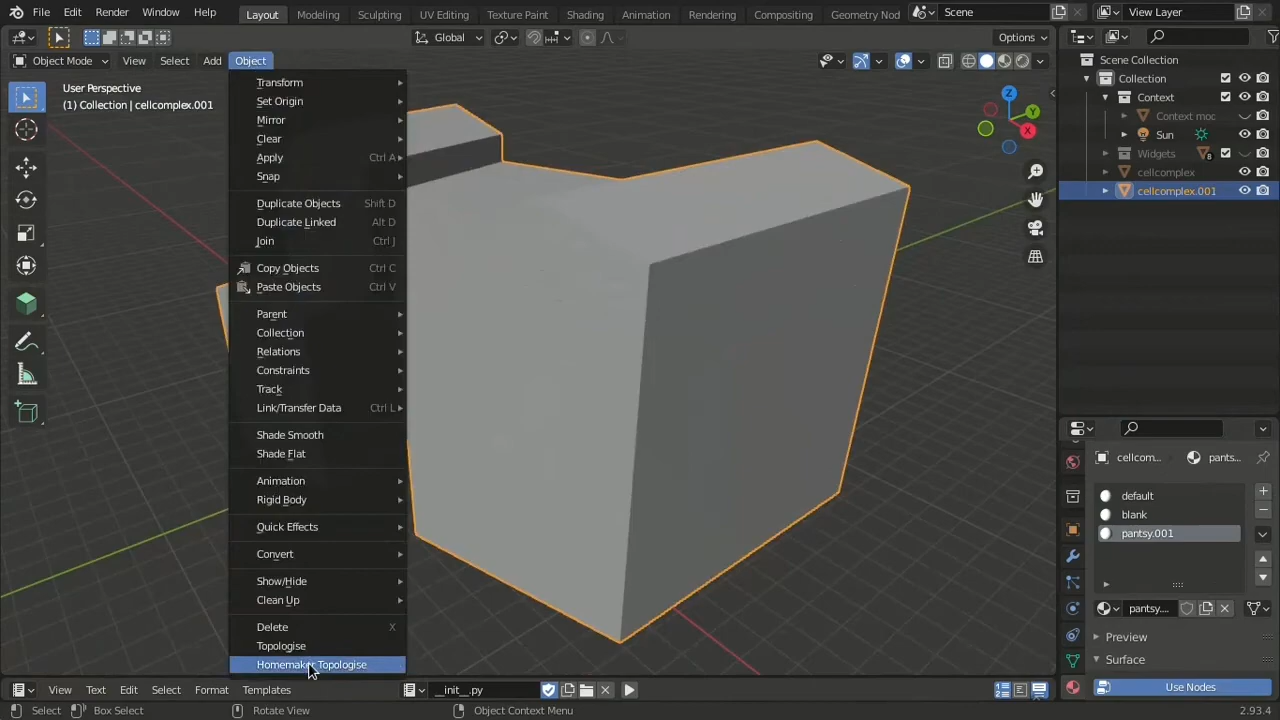 File Edit Render Window Help Layout Modeling Sculpting UV Editing Texture Paint Shading Animation Rendering Compositing Geometry Nod Scene View Layer
Global Options
Object Mode View Select Add Object
User Perspective
(1) Collection | cellcomplex.001
Transform
Set Origin
Mirror
Clear
Apply Ctrl A
Snap
Duplicate Objects Shift D
Duplicate Linked Alt D
Join Ctrl J
Copy Objects Ctrl C
Paste Objects Ctrl V
Parent
Collection
Relations
Constraints
Track
Link/Transfer Data Ctrl L
Shade Smooth
Shade Flat
Animation
Rigid Body
Quick Effects
Convert
Show/Hide
Clean Up
Delete X
Topologise
Homemaker Topologise
Z
Y
X
Scene Collection
Collection
Context
Context moc
Sun
Widgets 8
cellcomplex
cellcomplex.001
cellcom... pants...
default
blank
pantsy.001
pantsy....
Preview
Surface
Use Nodes
View Text Edit Select Format Templates __init__.py
Select Box Select Rotate View Object Context Menu 2.93.4